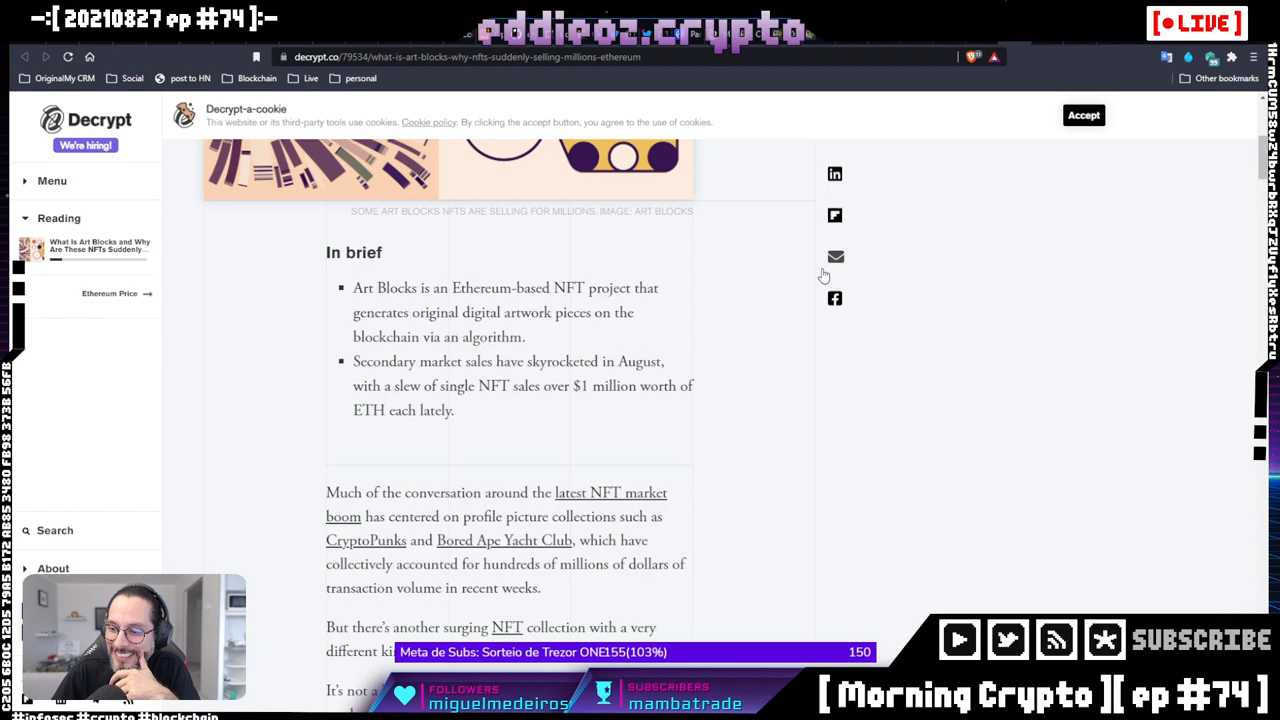 -:[ 20210827 ep #74 ]:-
eddieoz.crypto
[ LIVE ]
decrypt.co/79534/what-is-art-blocks-why-nfts-suddenly-selling-millions-ethereum
OriginalMy CRM
Social
post to HN
Blockchain
Live
personal
Other bookmarks
Decrypt
We're hiring!
Decrypt-a-cookie
This website or its third-party tools use cookies. Cookie policy. By clicking the accept button, you agree to the use of cookies.
Accept
Menu
Reading
What Is Art Blocks and Why
Are These NFTs Suddenly...
Ethereum Price
Search
About
SOME ART BLOCKS NFTS ARE SELLING FOR MILLIONS. IMAGE: ART BLOCKS
In brief
Art Blocks is an Ethereum-based NFT project that
generates original digital artwork pieces on the
blockchain via an algorithm.
Secondary market sales have skyrocketed in August,
with a slew of single NFT sales over $1 million worth of
ETH each lately.
Much of the conversation around the latest NFT market
boom has centered on profile picture collections such as
CryptoPunks and Bored Ape Yacht Club, which have
collectively accounted for hundreds of millions of dollars of
transaction volume in recent weeks.
But there's another surging NFT collection with a very
different
It's not a
Meta de Subs: Sorteio de Trezor ONE155(103%)
150
FOLLOWERS
miguelmedeiros
SUBSCRIBERS
mambatrade
SUBSCRIBE
[ Morning Crypto ][ ep #74 ]
#infosec #crypto #blockchain